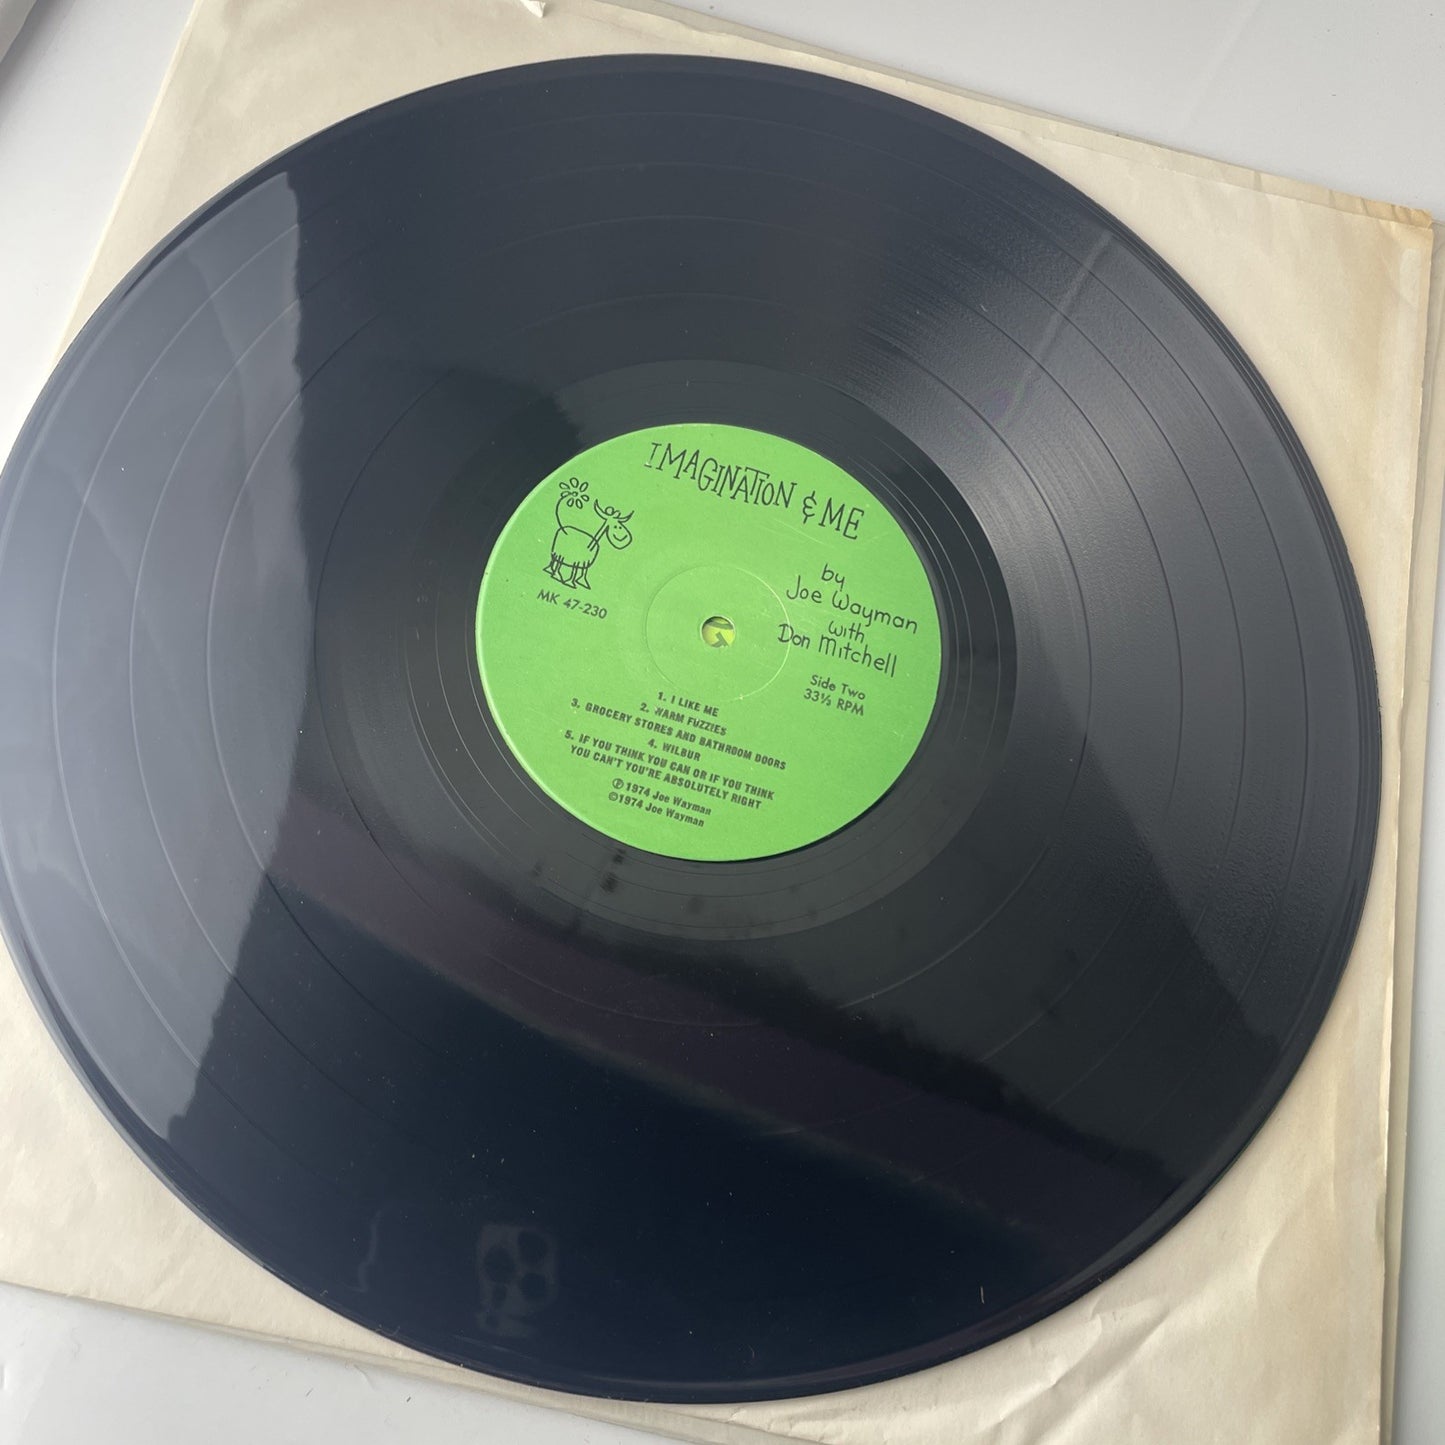 IMAGINATION & ME
by
Joe Wayman
with
Don Mitchell
MK 47-230
Side Two
33⅓ RPM
1. I LIKE ME
2. WARM FUZZIES
3. GROCERY STORES AND BATHROOM DOORS
4. WILBUR
5. IF YOU THINK YOU CAN OR IF YOU THINK
YOU CAN'T YOU'RE ABSOLUTELY RIGHT
℗ 1974 Joe Wayman
©1974 Joe Wayman